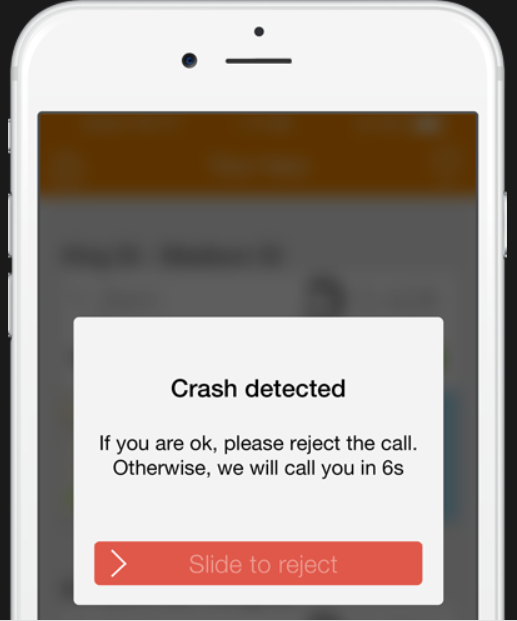 Crash detected
If you are ok, please reject the call.
Otherwise, we will call you in 6s
Slide to reject